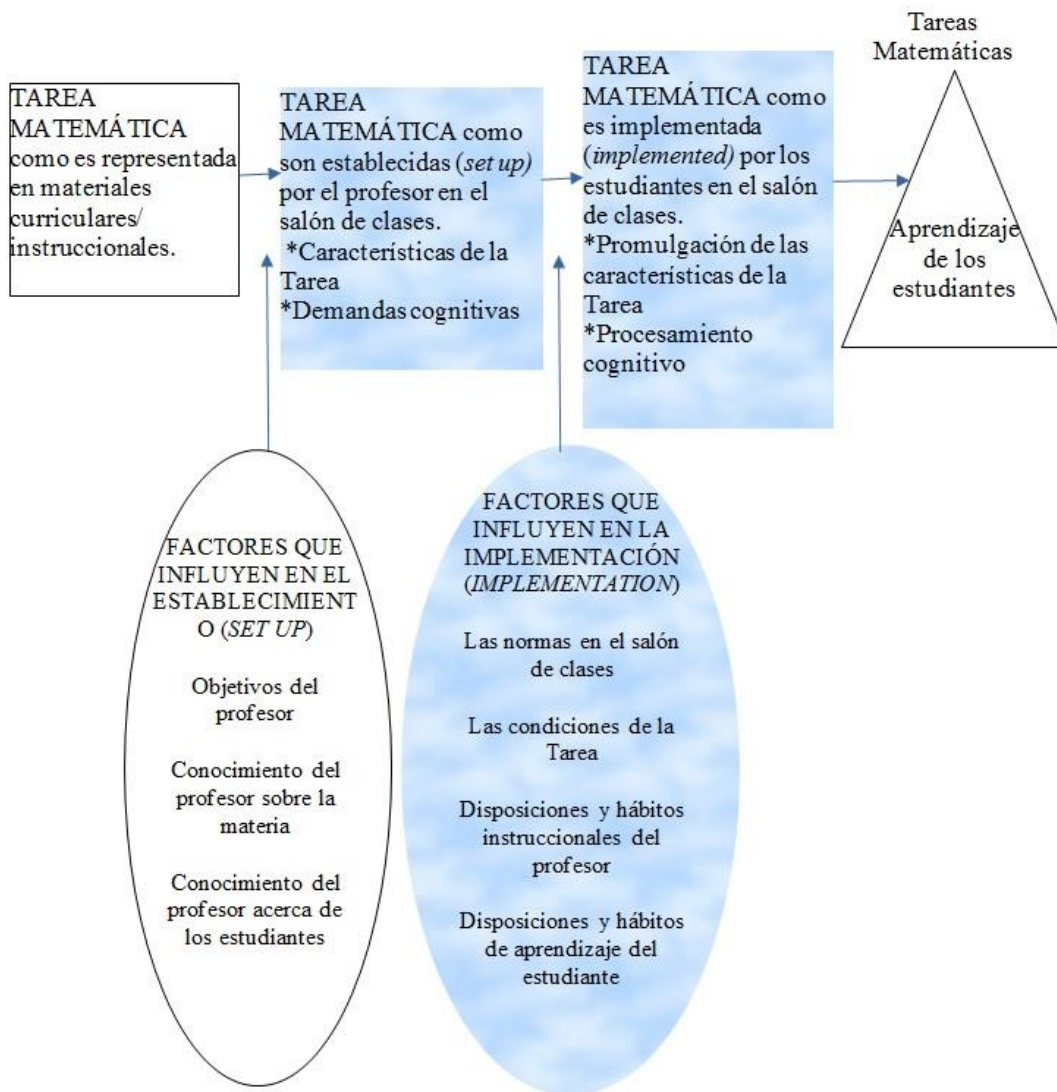 TAREA
MATEMÁTICA
como es representada
en materiales
curriculares/
instruccionales.
TAREA
MATEMÁTICA como
son establecidas (set up)
por el profesor en el
salón de clases.
*Características de la
Tarea
*Demandas cognitivas
TAREA
MATEMÁTICA como
es implementada
(implemented) por los
estudiantes en el salón
de clases.
*Promulgación de las
características de la
Tarea
*Procesamiento
cognitivo
Tareas
Matemáticas
Aprendizaje
de los
estudiantes
FACTORES QUE
INFLUYEN EN EL
ESTABLECIMIENT
O (SET UP)
Objetivos del
profesor
Conocimiento del
profesor sobre la
materia
Conocimiento del
profesor acerca de
los estudiantes
FACTORES QUE
INFLUYEN EN LA
IMPLEMENTACIÓN
(IMPLEMENTATION)
Las normas en el salón
de clases
Las condiciones de la
Tarea
Disposiciones y hábitos
instruccionales del
profesor
Disposiciones y hábitos
de aprendizaje del
estudiante